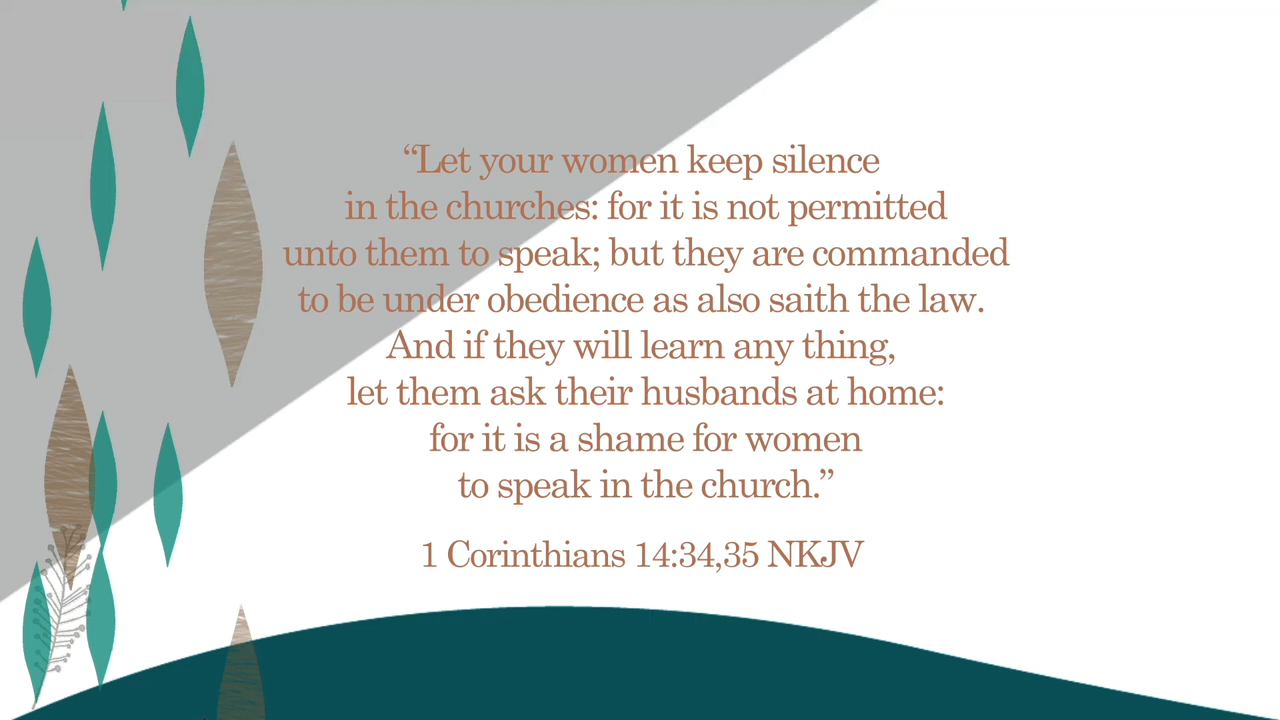 “Let your women keep silence
in the churches: for it is not permitted
unto them to speak; but they are commanded
to be under obedience as also saith the law.
And if they will learn any thing,
let them ask their husbands at home:
for it is a shame for women
to speak in the church.”
1 Corinthians 14:34,35 NKJV